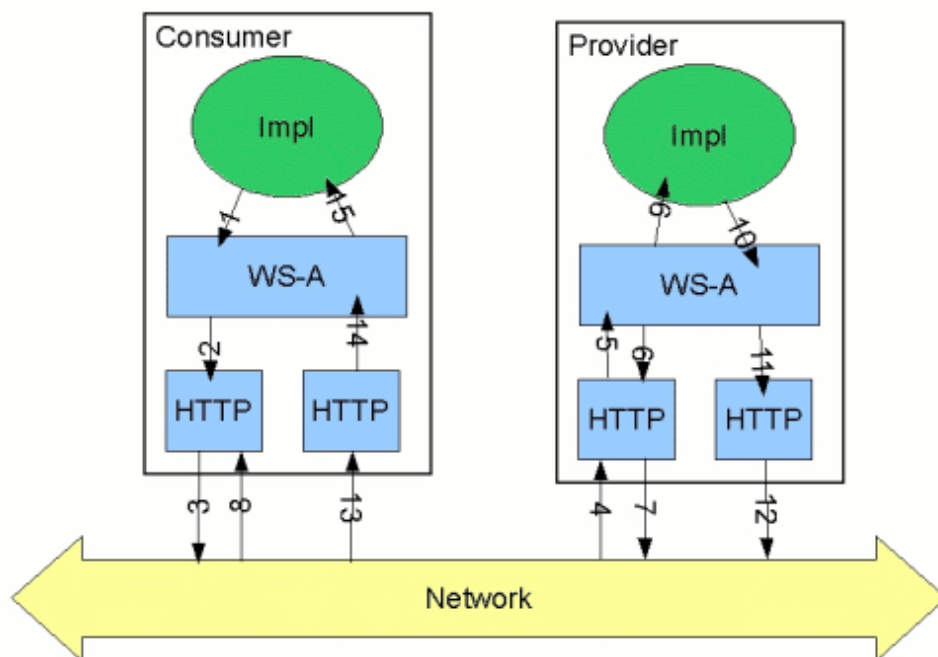 Consumer
Provider
Impl
Impl
1
15
9
10
WS-A
WS-A
2
14
5
6
11
HTTP
HTTP
HTTP
HTTP
3
8
13
4
7
12
Network